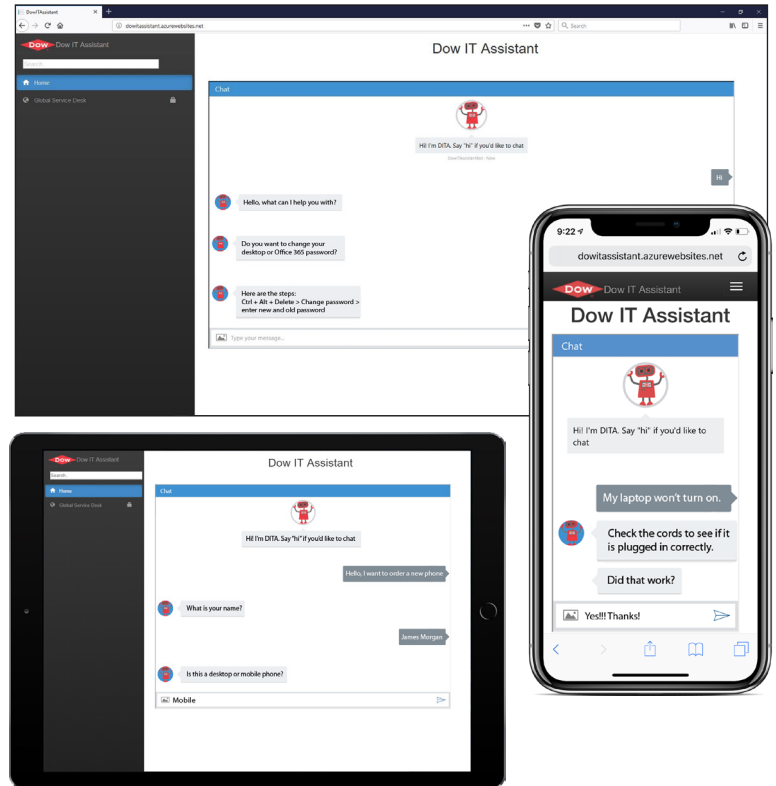 DowITAssistant
dowitassistant.azurewebsites.net
Search
Dow Dow IT Assistant
Search...
Home
Global Service Desk
Dow IT Assistant
Chat
Hi! I'm DITA. Say "hi" if you'd like to chat
Hi
Hello, what can I help you with?
Do you want to change your
desktop or Office 365 password?
Here are the steps:
Ctrl + Alt + Delete > Change password >
enter new and old password
Type your message...
Dow Dow IT Assistant
Search
Home
Global Service Desk
Dow IT Assistant
Chat
Hi! I'm DITA. Say "hi" if you'd like to chat
Hello, I want to order a new phone
What is your name?
James Morgan
Is this a desktop or mobile phone?
Mobile
9:22
dowitassistant.azurewebsites.net
Dow Dow IT Assistant
Dow IT Assistant
Chat
Hi! I'm DITA. Say "hi" if you'd like to
chat
My laptop won't turn on.
Check the cords to see if it
is plugged in correctly.
Did that work?
Yes!!! Thanks!